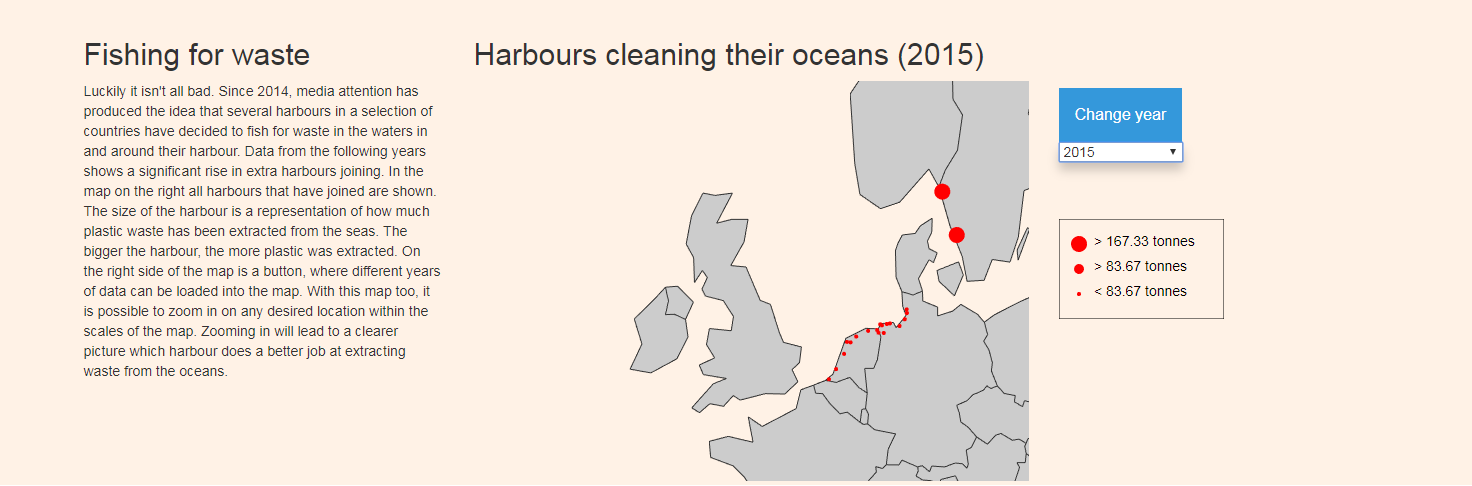 Fishing for waste
Luckily it isn't all bad. Since 2014, media attention has
produced the idea that several harbours in a selection of
countries have decided to fish for waste in the waters in
and around their harbour. Data from the following years
shows a significant rise in extra harbours joining. In the
map on the right all harbours that have joined are shown.
The size of the harbour is a representation of how much
plastic waste has been extracted from the seas. The
bigger the harbour, the more plastic was extracted. On
the right side of the map is a button, where different years
of data can be loaded into the map. With this map too, it
is possible to zoom in on any desired location within the
scales of the map. Zooming in will lead to a clearer
picture which harbour does a better job at extracting
waste from the oceans.
Harbours cleaning their oceans (2015)
Change year
2015
> 167.33 tonnes
> 83.67 tonnes
< 83.67 tonnes